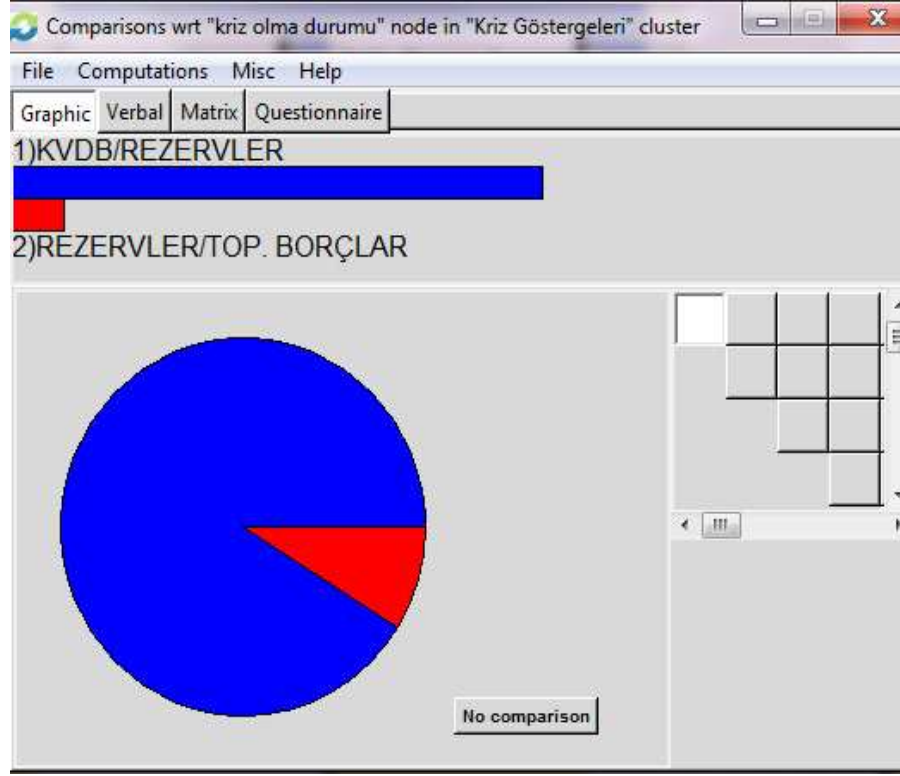 Comparisons wrt "kriz olma durumu" node in "Kriz Göstergeleri" cluster
File Computations Misc Help
Graphic Verbal Matrix Questionnaire
1)KVDB/REZERVLER
2)REZERVLER/TOP. BORÇLAR
No comparison